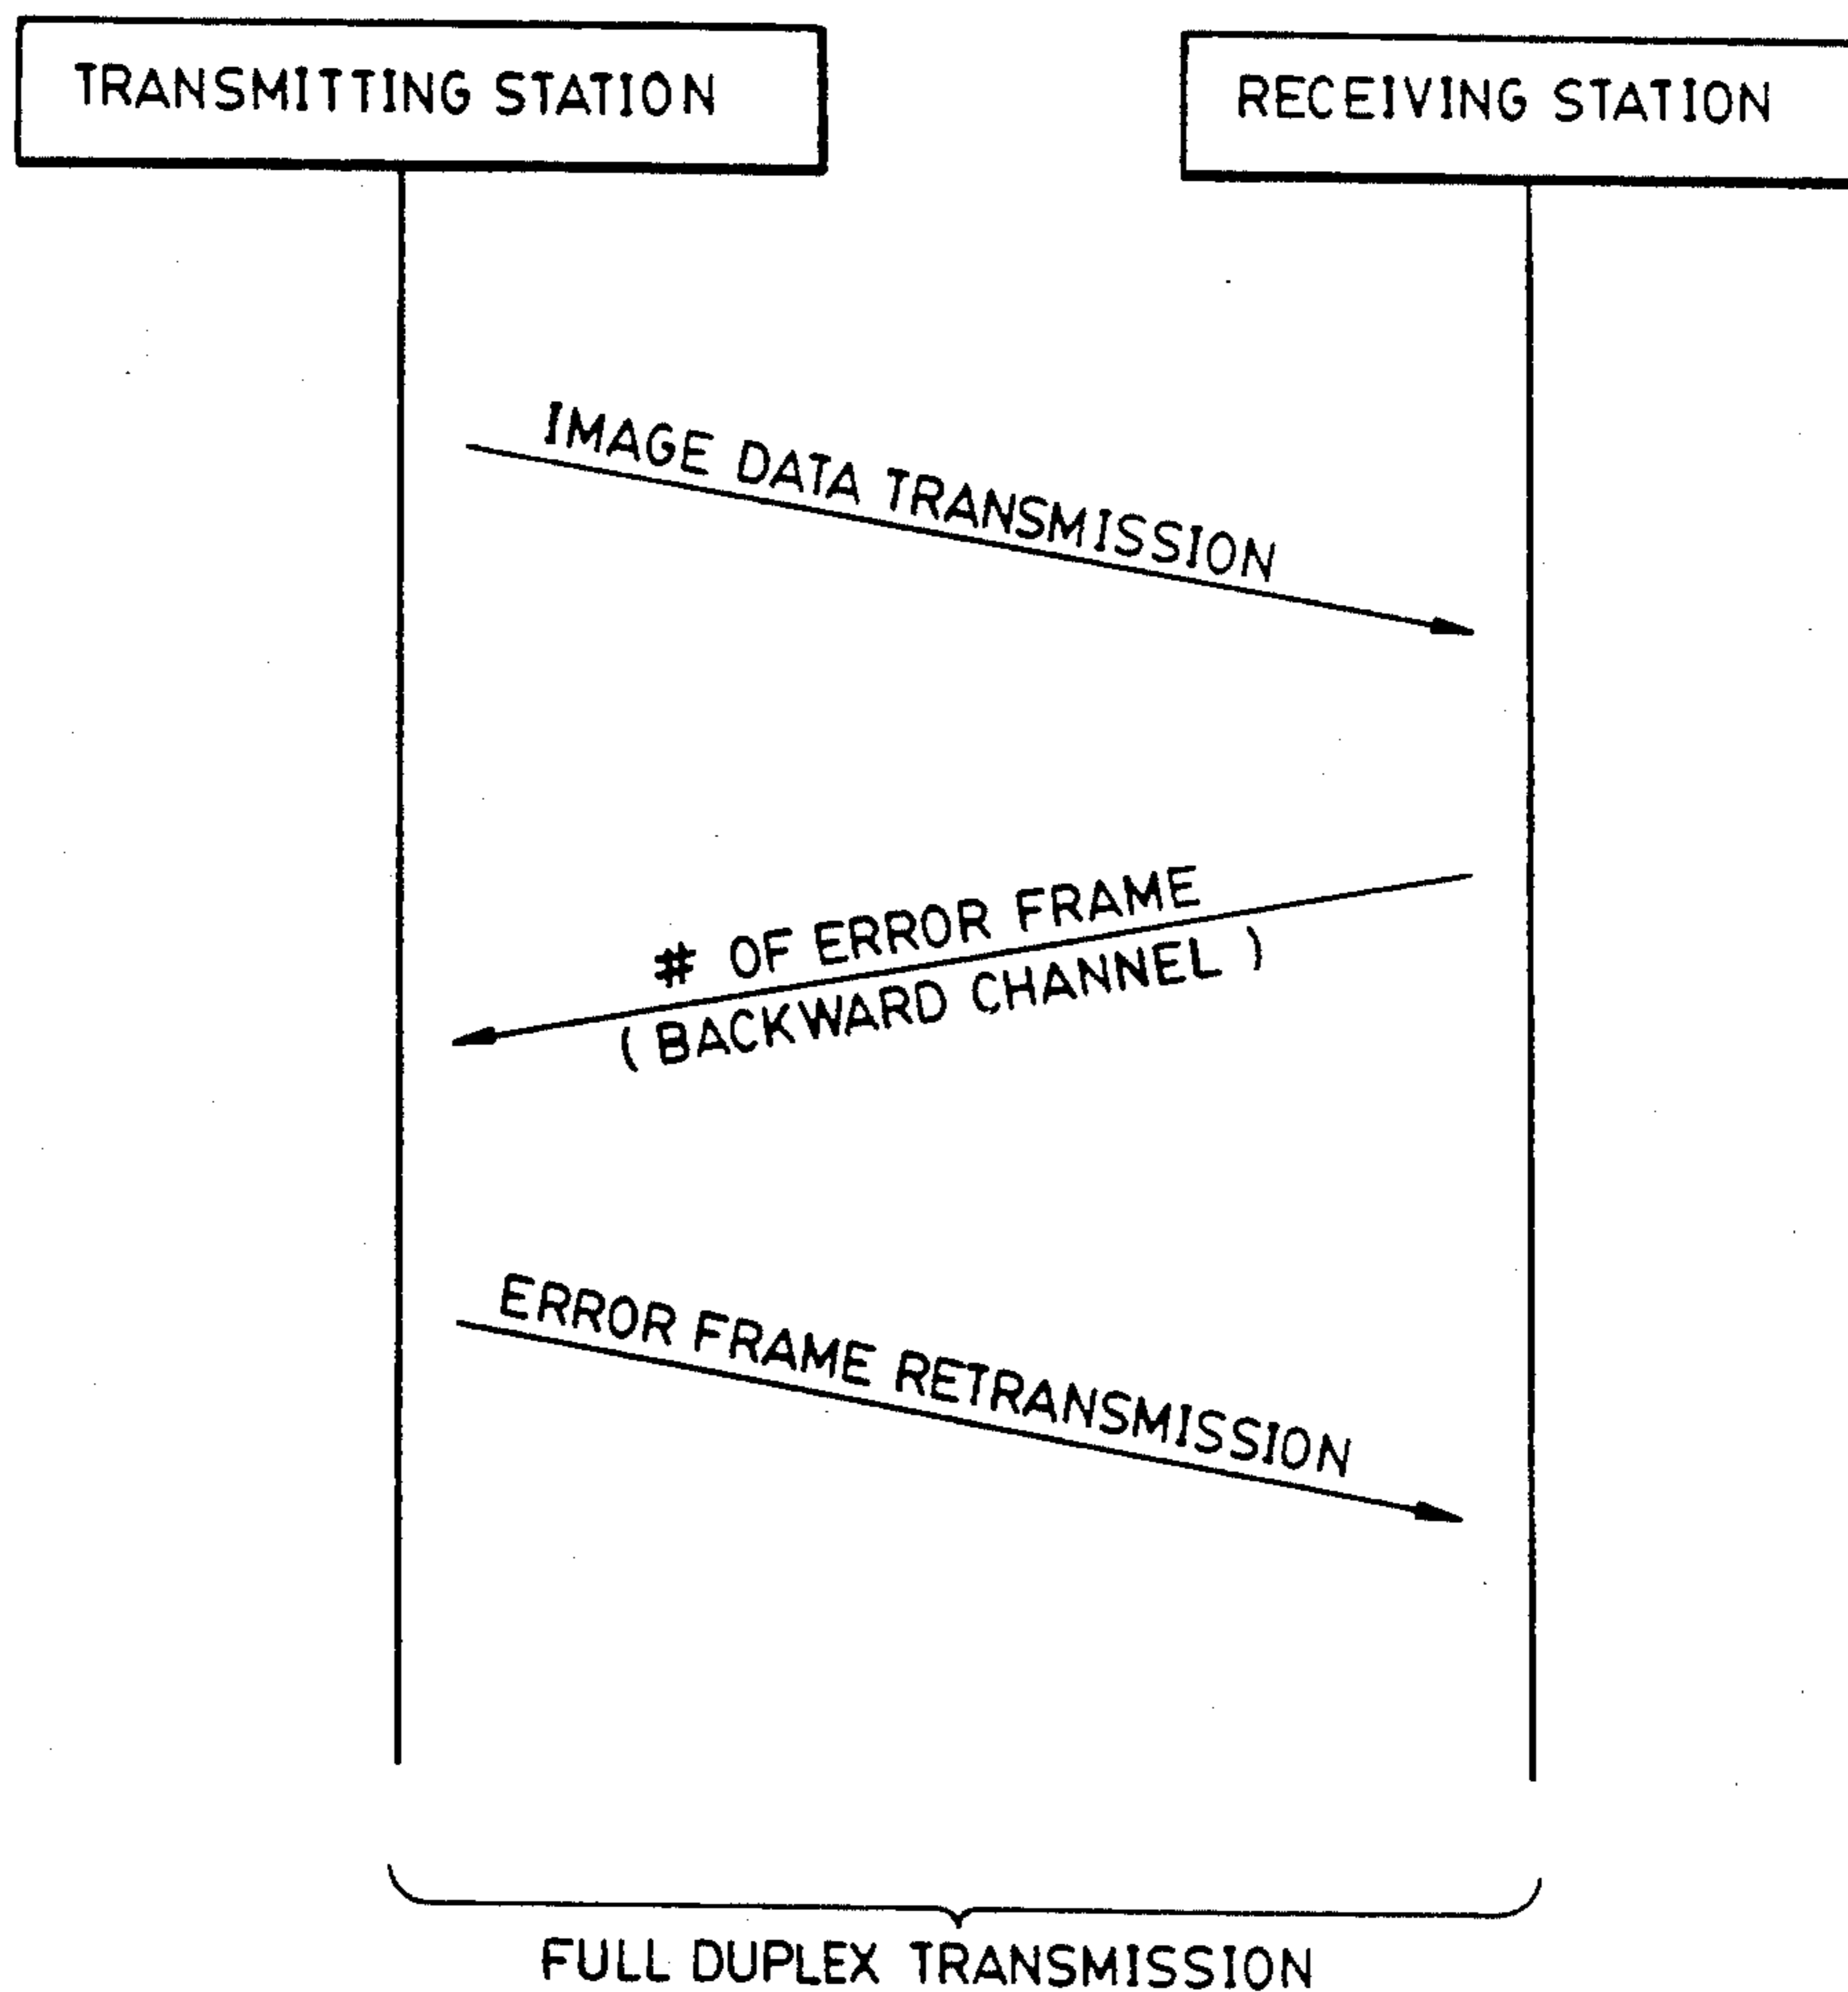 TRANSMITTING STATION
RECEIVING STATION
IMAGE DATA TRANSMISSION
# OF ERROR FRAME
(BACKWARD CHANNEL)
ERROR FRAME RETRANSMISSION
FULL DUPLEX TRANSMISSION